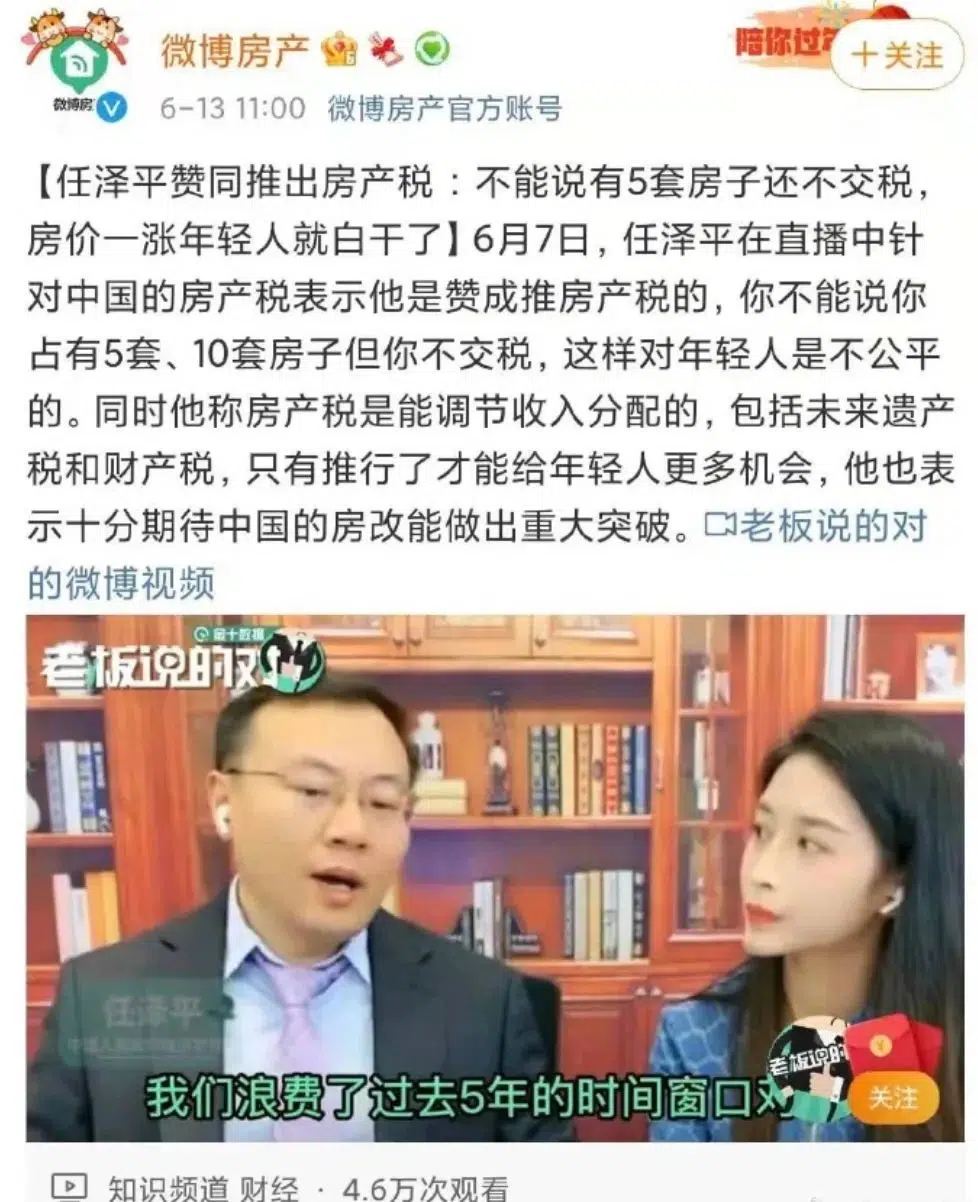 微博房产
陪你过年
十关注
微博房
6-13 11:00 微博房产官方账号
【任泽平赞同推出房产税：不能说有5套房子还不交税，
房价一涨年轻人就白干了】6月7日，任泽平在直播中针
对中国的房产税表示他是赞成推房产税的，你不能说你
占有5套、10套房子但你不交税，这样对年轻人是不公平
的。同时他称房产税是能调节收入分配的，包括未来遗产
税和财产税，只有推行了才能给年轻人更多机会，他也表
示十分期待中国的房改能做出重大突破。老板说的对
的微博视频
金十数据
老板说的对
任泽平
老板说的
我们浪费了过去5年的时间窗口对
关注
知识频道 财经 · 4.6万次观看